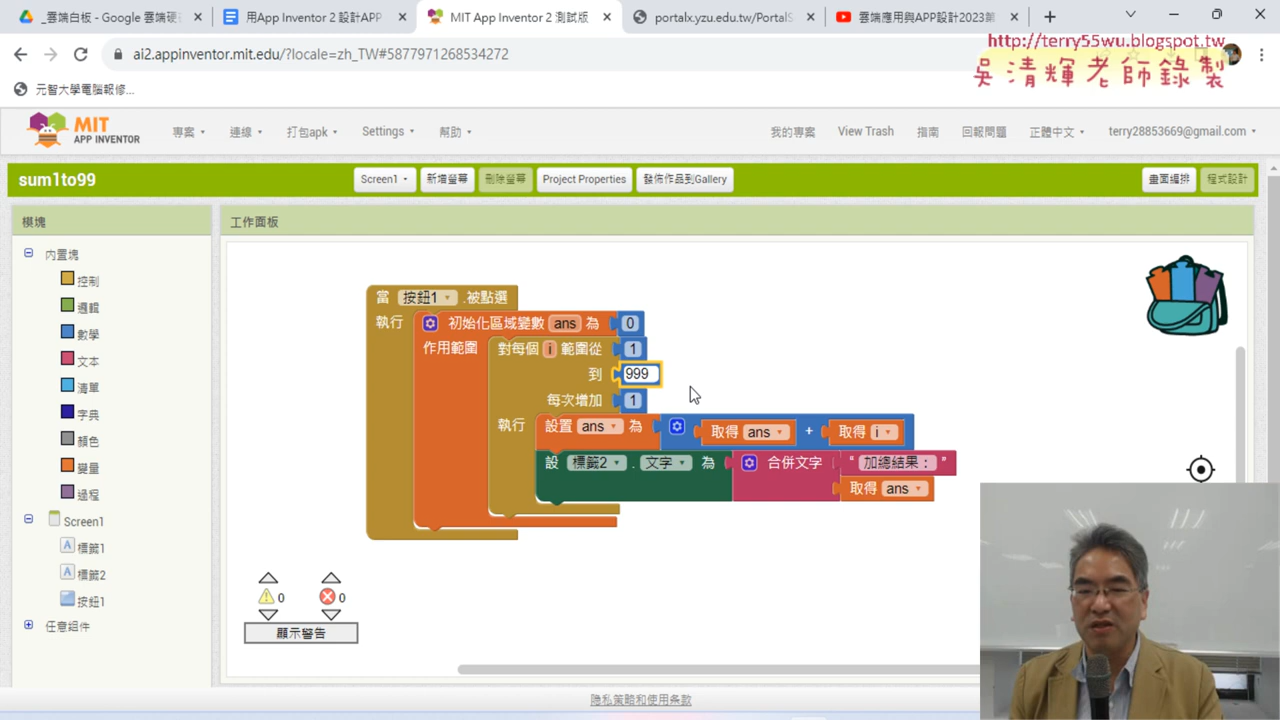 _雲端白板 - Google 雲端硬
用App Inventor 2 設計APP
MIT App Inventor 2 測試版
portalx.yzu.edu.tw/PortalS
雲端應用與APP設計2023第
ai2.appinventor.mit.edu/?locale=zh_TW#5877971268534272
http://terry55wu.blogspot.tw
吳清輝老師錄製
元智大學電腦報修...
MIT
APP INVENTOR
專案
連線
打包apk
Settings
幫助
我的專案
View Trash
指南
回報問題
正體中文
terry28853669@gmail.com
sum1to99
Screen1
新增螢幕
刪除螢幕
Project Properties
發佈作品到Gallery
畫面編排
程式設計
模塊
工作面板
內置塊
控制
邏輯
數學
文本
清單
字典
顏色
變量
過程
Screen1
標籤1
標籤2
按鈕1
任意組件
當 按鈕1 .被點選
執行 初始化區域變數 ans 為 0
作用範圍 對每個 i 範圍從 1
到 999
每次增加 1
執行 設置 ans 為 取得 ans + 取得 i
設 標籤2 . 文字 為 合併文字 " 加總結果： "
取得 ans
0 0
顯示警告
隐私策略和使用条款